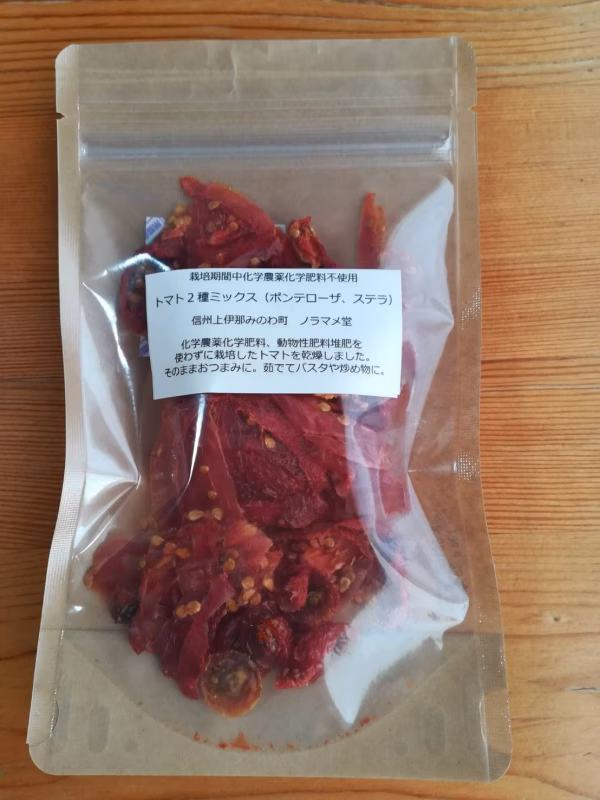 栽培期間中化学農薬化学肥料不使用
トマト２種ミックス（ポンテローザ、ステラ）
信州上伊那みのわ町　ノラマメ堂
化学農薬化学肥料、動物性肥料堆肥を
使わずに栽培したトマトを乾燥しました。
そのままおつまみに。茹でてパスタや炒め物に。